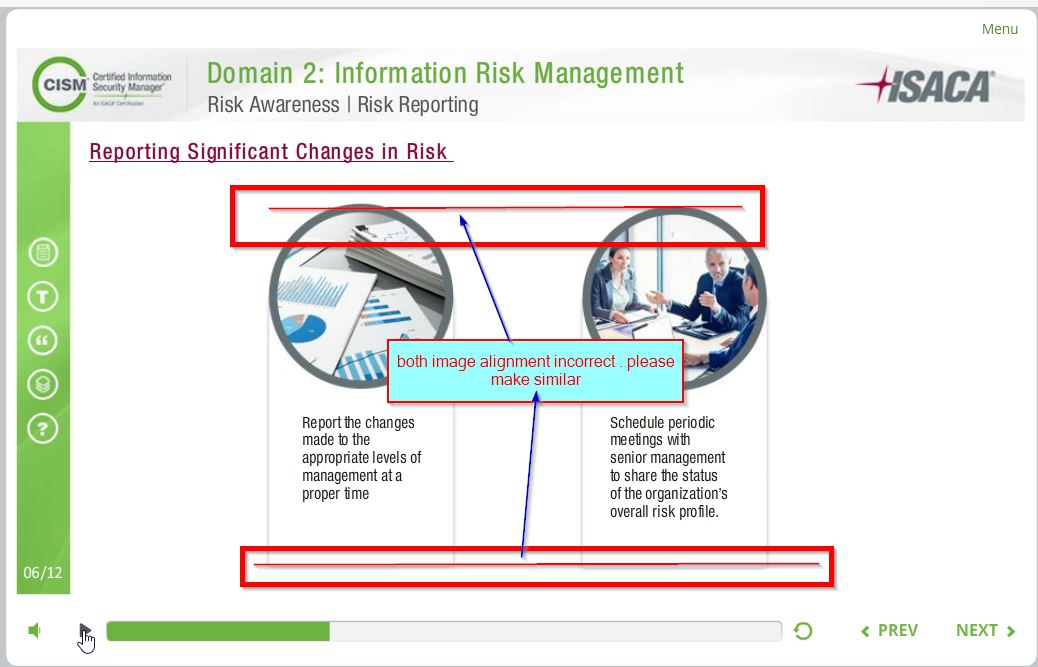 Menu
CISM
Certified Information
Security Manager®
An ISACA® Certification
Domain 2: Information Risk Management
Risk Awareness | Risk Reporting
ISACA®
Reporting Significant Changes in Risk
both image alignment incorrect . please
make similar
Report the changes
made to the
appropriate levels of
management at a
proper time
Schedule periodic
meetings with
senior management
to share the status
of the organization's
overall risk profile.
T
“
?
06/12
PREV
NEXT